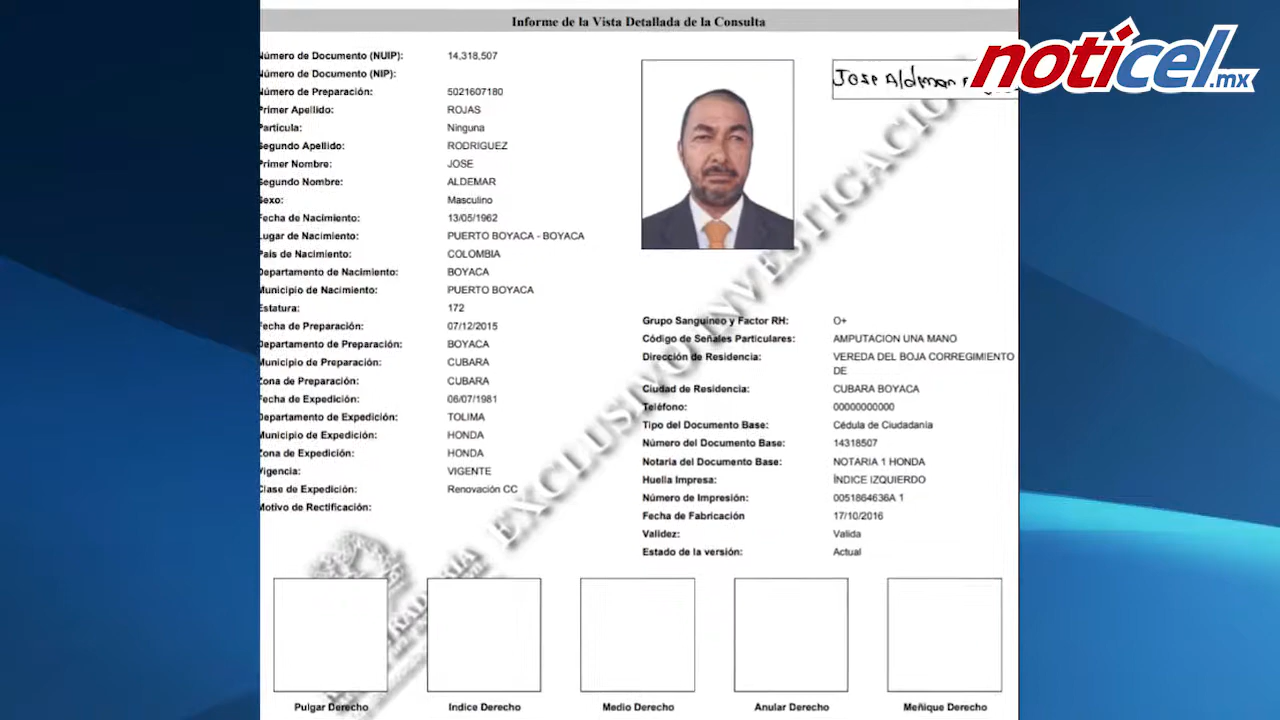 Informe de la Vista Detallada de la Consulta
noticel.mx
Número de Documento (NUIP): 14,318,507
Número de Documento (NIP):
Número de Preparación: 5021607180
Primer Apellido: ROJAS
Partícula: Ninguna
Segundo Apellido: RODRIGUEZ
Primer Nombre: JOSE
Segundo Nombre: ALDEMAR
Sexo: Masculino
Fecha de Nacimiento: 13/05/1962
Lugar de Nacimiento: PUERTO BOYACA - BOYACA
Pais de Nacimiento: COLOMBIA
Departamento de Nacimiento: BOYACA
Municipio de Nacimiento: PUERTO BOYACA
Estatura: 172
Fecha de Preparación: 07/12/2015
Departamento de Preparación: BOYACA
Municipio de Preparación: CUBARA
Zona de Preparación: CUBARA
Fecha de Expedición: 06/07/1981
Departamento de Expedición: TOLIMA
Municipio de Expedición: HONDA
Zona de Expedición: HONDA
Vigencia: VIGENTE
Clase de Expedición: Renovación CC
Motivo de Rectificación:
Jose Aldemar
Grupo Sanguineo y Factor RH: O+
Código de Señales Particulares: AMPUTACION UNA MANO
Dirección de Residencia: VEREDA DEL BOJA CORREGIMIENTO
DE
Ciudad de Residencia: CUBARA BOYACA
Teléfono: 00000000000
Tipo del Documento Base: Cédula de Ciudadanía
Número del Documento Base: 14318507
Notaria del Documento Base: NOTARIA 1 HONDA
Huella Impresa: ÍNDICE IZQUIERDO
Número de Impresión: 0051864636A 1
Fecha de Fabricación 17/10/2016
Validez: Valida
Estado de la versión: Actual
EXCLUSIVO INVESTIGACION
Pulgar Derecho
Indice Derecho
Medio Derecho
Anular Derecho
Meñique Derecho